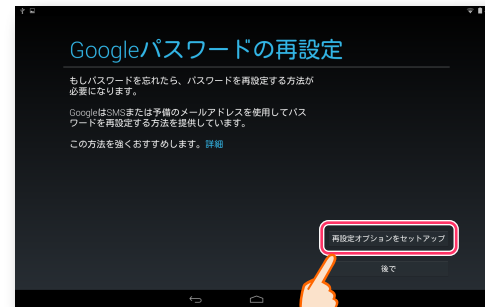 Googleパスワードの再設定
もしパスワードを忘れたら、パスワードを再設定する方法が
必要になります。
GoogleはSMSまたは予備のメールアドレスを使用してパス
ワードを再設定する方法を提供しています。
この方法を強くおすすめします。詳細
再設定オプションをセットアップ
後で